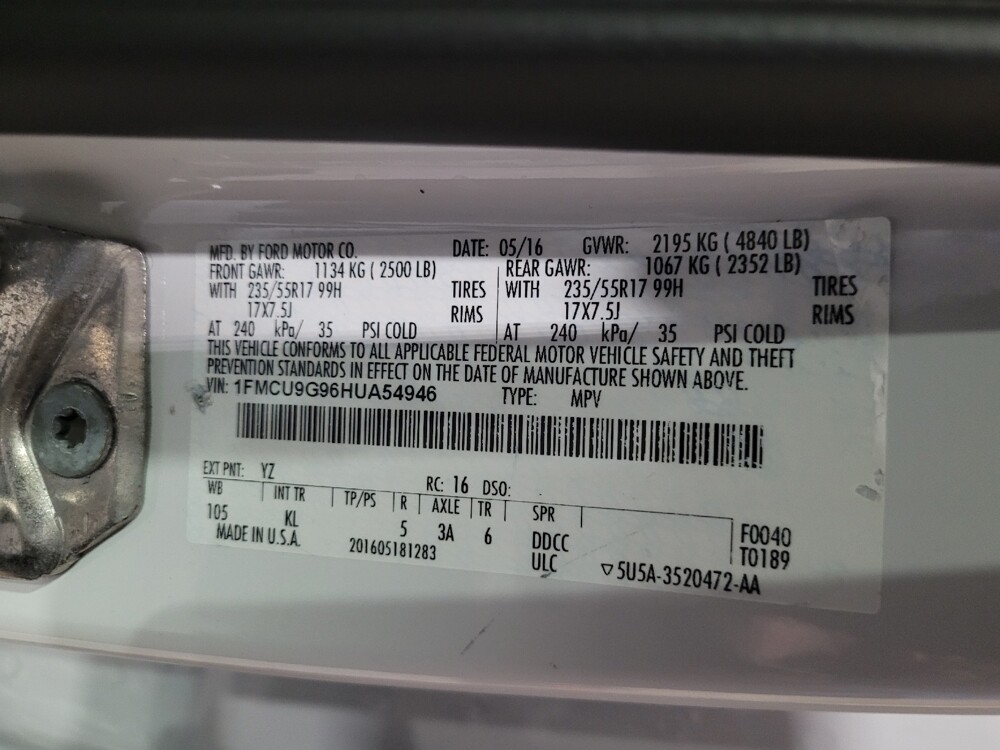 MFD. BY FORD MOTOR CO. DATE: 05/16 GVWR: 2195 KG ( 4840 LB)
FRONT GAWR: 1134 KG ( 2500 LB) REAR GAWR: 1067 KG ( 2352 LB)
WITH 235/55R17 99H TIRES WITH 235/55R17 99H TIRES
17X7.5J RIMS 17X7.5J RIMS
AT 240 kPa/ 35 PSI COLD AT 240 kPa/ 35 PSI COLD
THIS VEHICLE CONFORMS TO ALL APPLICABLE FEDERAL MOTOR VEHICLE SAFETY AND THEFT
PREVENTION STANDARDS IN EFFECT ON THE DATE OF MANUFACTURE SHOWN ABOVE.
VIN: 1FMCU9G96HUA54946 TYPE: MPV
EXT PNT: YZ RC: 16 DSO:
WB INT TR TP/PS R AXLE TR SPR
105 KL 5 3A 6 DDCC F0040
MADE IN U.S.A. 201605181283 ULC T0189
▽5U5A-3520472-AA